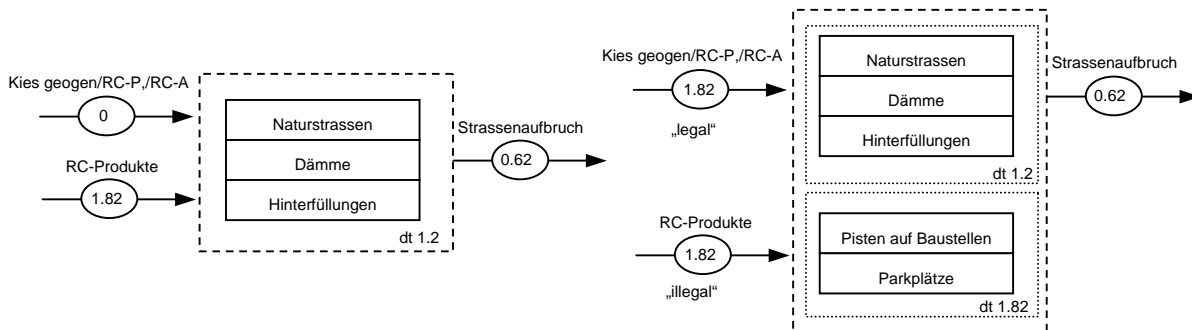 Kies geogen/RC-P,/RC-A
0
RC-Produkte
1.82
Naturstrassen
Dämme
Hinterfüllungen
dt 1.2
Strassenaufbruch
0.62
Kies geogen/RC-P,/RC-A
1.82
„legal“
RC-Produkte
1.82
„illegal“
Naturstrassen
Dämme
Hinterfüllungen
dt 1.2
Pisten auf Baustellen
Parkplätze
dt 1.82
Strassenaufbruch
0.62